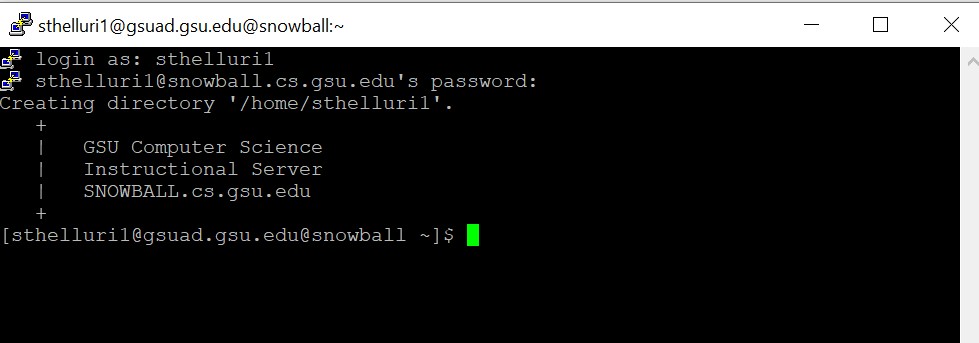 sthelluri1@gsuad.gsu.edu@snowball:~
login as: sthelluri1
sthelluri1@snowball.cs.gsu.edu's password:
Creating directory '/home/sthelluri1'.
+
|   GSU Computer Science
|   Instructional Server
|   SNOWBALL.cs.gsu.edu
+
[sthelluri1@gsuad.gsu.edu@snowball ~]$